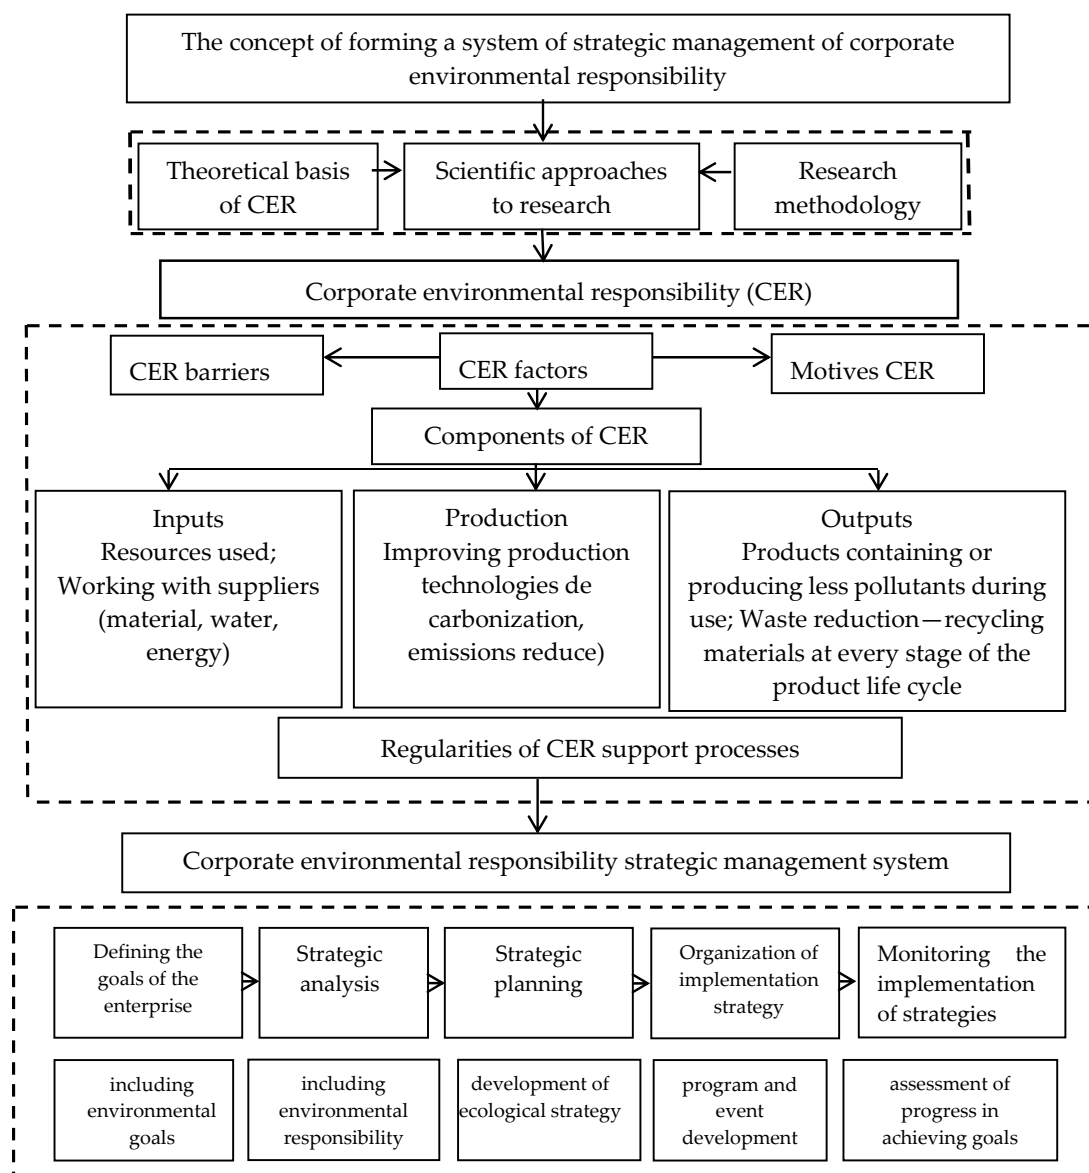 The concept of forming a system of strategic management of corporate
environmental responsibility
Theoretical basis
of CER
Scientific approaches
to research
Research
methodology
Corporate environmental responsibility (CER)
CER barriers
CER factors
Motives CER
Components of CER
Inputs
Resources used;
Working with suppliers
(material, water,
energy)
Production
Improving production
technologies de
carbonization,
emissions reduce)
Outputs
Products containing or
producing less pollutants during
use; Waste reduction—recycling
materials at every stage of the
product life cycle
Regularities of CER support processes
Corporate environmental responsibility strategic management system
Defining the
goals of the
enterprise
Strategic
analysis
Strategic
planning
Organization of
implementation
strategy
Monitoring the
implementation
of strategies
including
environmental
goals
including
environmental
responsibility
development of
ecological strategy
program and
event
development
assessment of
progress in
achieving goals